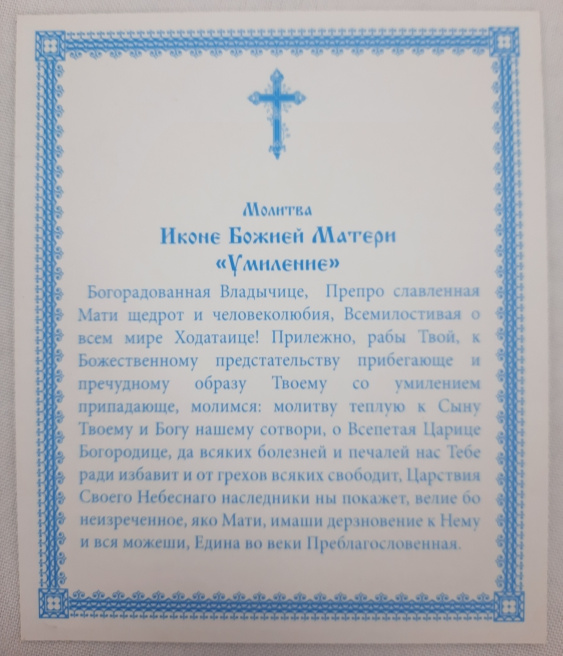 Молитва
Иконе Божией Матери
«Умиление»
Богорадованная Владычице, Препро славленная
Мати щедрот и человеколюбия, Всемилостивая о
всем мире Ходатаице! Прилежно, рабы Твой, к
Божественному предстательству прибегающе и
пречудному образу Твоему со умилением
припадающе, молимся: молитву теплую к Сыну
Твоему и Богу нашему сотвори, о Всепетая Царице
Богородице, да всяких болезней и печалей нас Тебе
ради избавит и от грехов всяких свободит, Царствия
Своего Небеснаго наследники ны покажет, велие бо
неизреченное, яко Мати, имаши дерзновение к Нему
и вся можеши, Едина во веки Преблагословенная.